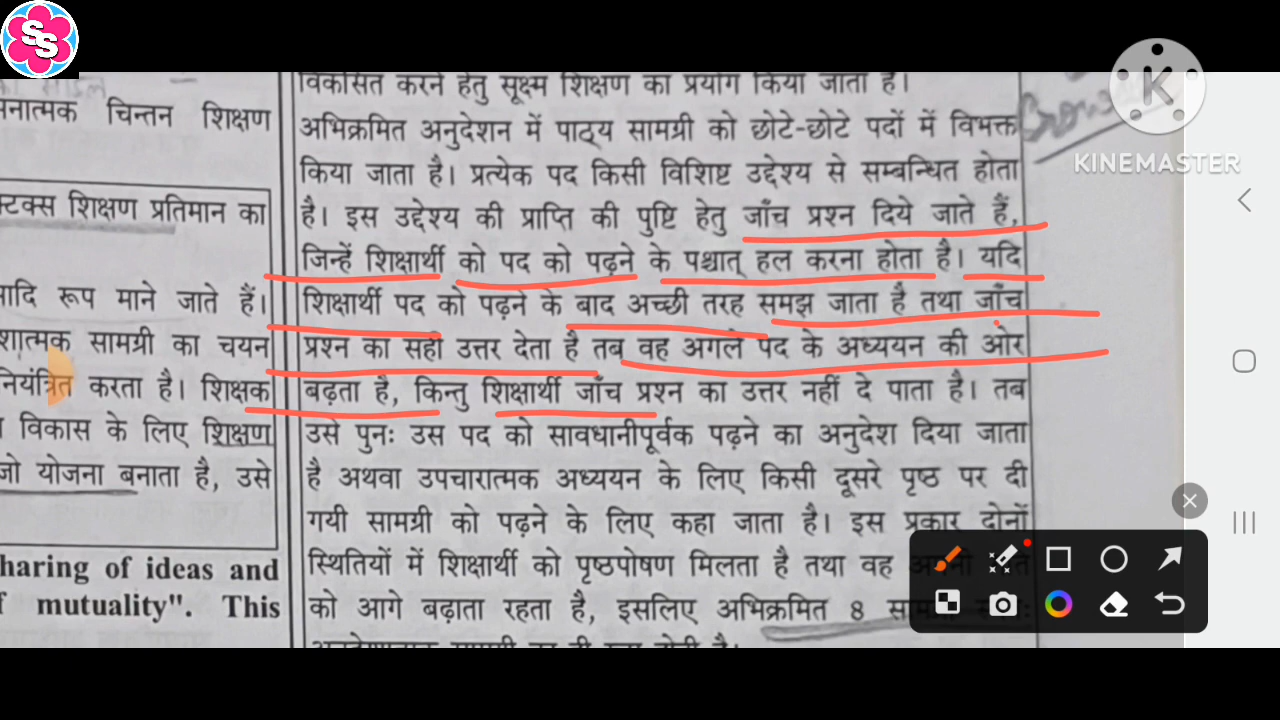 SS
KINEMASTER
K
चिन्तन शिक्षण
शिक्षण प्रतिमान का
रूप माने जाते हैं।
सामग्री का चयन
करता है। शिक्षक
विकास के लिए शिक्षण
जो योजना बनाता है, उसे
haring of ideas and
mutuality". This
विकसित करने हेतु सूक्ष्म शिक्षण का प्रयोग किया जाता है।
अभिक्रमित अनुदेशन में पाठ्य सामग्री को छोटे-छोटे पदों में विभक्त
किया जाता है। प्रत्येक पद किसी विशिष्ट उद्देश्य से सम्बन्धित होता
है। इस उद्देश्य की प्राप्ति की पुष्टि हेतु जाँच प्रश्न दिये जाते हैं,
जिन्हें शिक्षार्थी को पद को पढ़ने के पश्चात् हल करना होता है। यदि
शिक्षार्थी पद को पढ़ने के बाद अच्छी तरह समझ जाता है तथा जाँच
प्रश्न का सही उत्तर देता है तब वह अगले पद के अध्ययन की ओर
बढ़ता है, किन्तु शिक्षार्थी जाँच प्रश्न का उत्तर नहीं दे पाता है। तब
उसे पुनः उस पद को सावधानीपूर्वक पढ़ने का अनुदेश दिया जाता
है अथवा उपचारात्मक अध्ययन के लिए किसी दूसरे पृष्ठ पर दी
गयी सामग्री को पढ़ने के लिए कहा जाता है। इस प्रकार दोनों
स्थितियों में शिक्षार्थी को पृष्ठपोषण मिलता है तथा वह
को आगे बढ़ाता रहता है, इसलिए अभिक्रमित 8